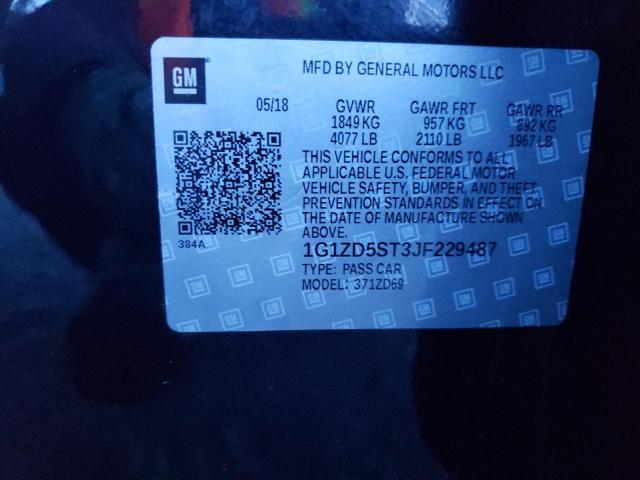 GM
MFD BY GENERAL MOTORS LLC
05/18 GVWR GAWR FRT GAWR RR
1849 KG 957 KG 892 KG
4077 LB 2110 LB 1967 LB
THIS VEHICLE CONFORMS TO ALL
APPLICABLE U.S. FEDERAL MOTOR
VEHICLE SAFETY, BUMPER, AND THEFT
PREVENTION STANDARDS IN EFFECT ON
THE DATE OF MANUFACTURE SHOWN
ABOVE.
384A
1G1ZD5ST3JF229487
TYPE: PASS CAR
MODEL: 371ZD69